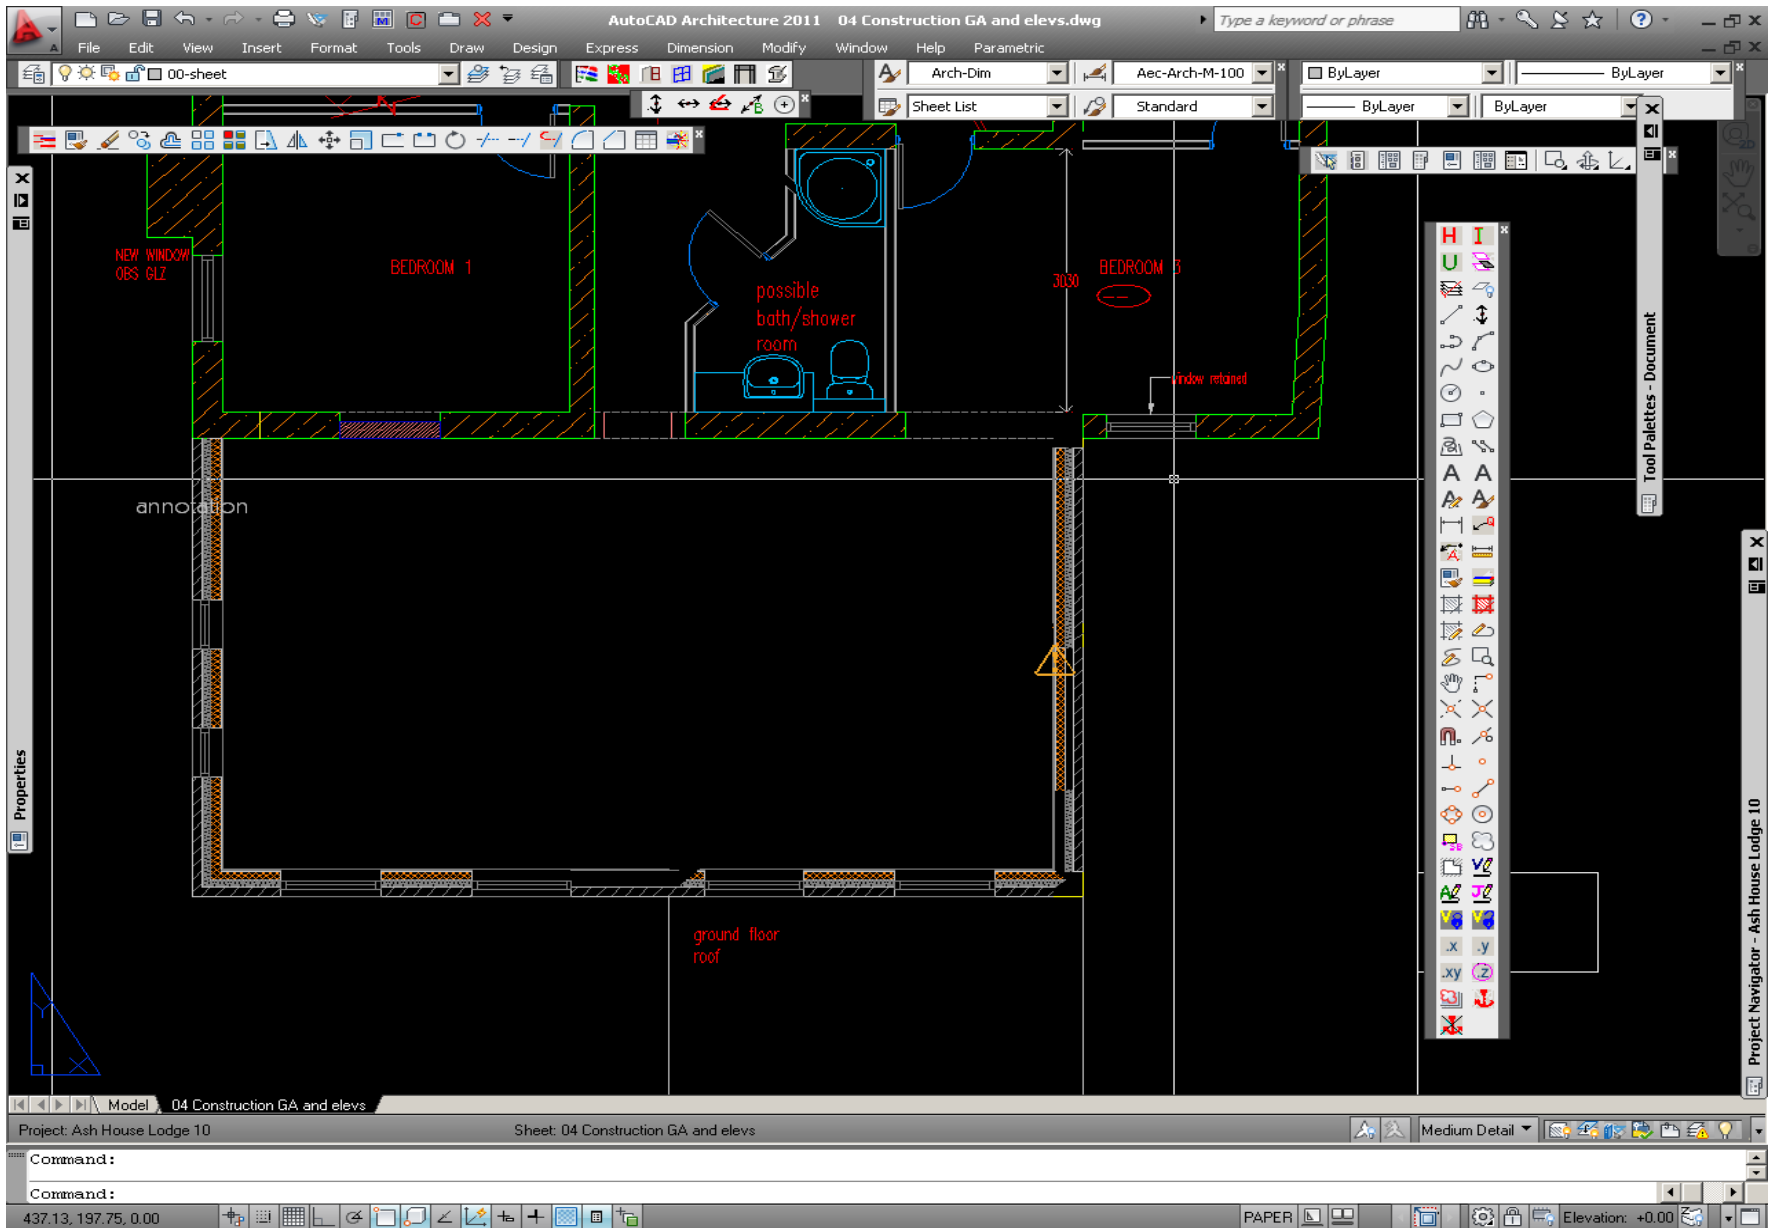 AutoCAD Architecture 2011 04 Construction GA and elevs.dwg
Type a keyword or phrase
File Edit View Insert Format Tools Draw Design Express Dimension Modify Window Help Parametric
00-sheet
Arch-Dim
Aec-Arch-M-100
ByLayer
ByLayer
Sheet List
Standard
ByLayer
ByLayer
2D
NEW WINDOW
OBS GLZ
BEDROOM 1
possible
bath/shower
room
3030
BEDROOM 3
window retained
annotation
ground floor
roof
Properties
Tool Palettes - Document
Project Navigator - Ash House Lodge 10
H I
U
A A
.x .y
.xy .z
Y
X
Model 04 Construction GA and elevs
Project: Ash House Lodge 10
Sheet: 04 Construction GA and elevs
Medium Detail
Command:
Command:
437.13, 197.75, 0.00
PAPER
Elevation: +0.00